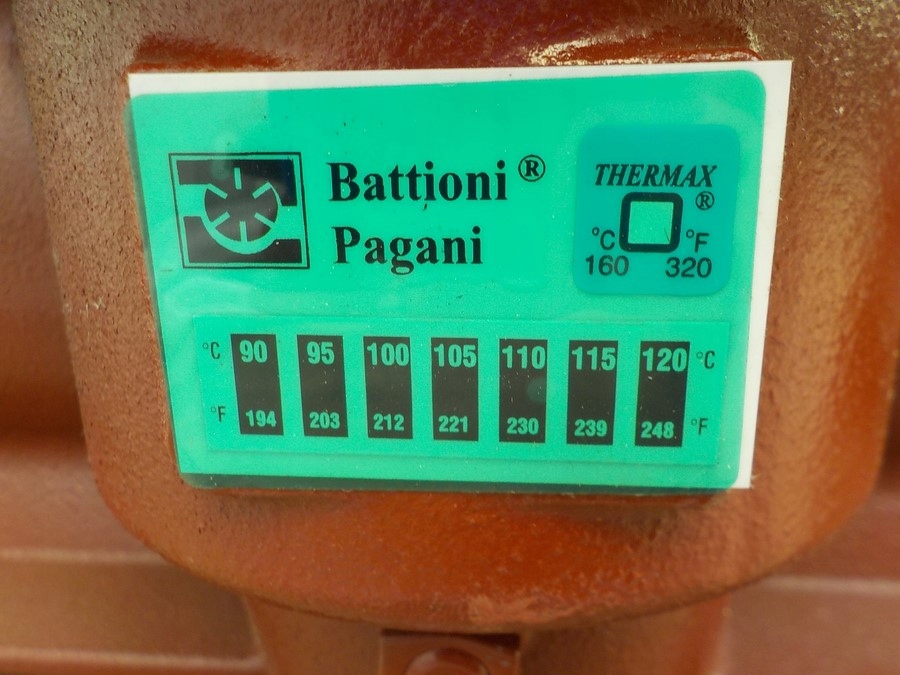 Battioni®
Pagani
THERMAX®
°C °F
160 320
°C 90 95 100 105 110 115 120 °C
°F 194 203 212 221 230 239 248 °F